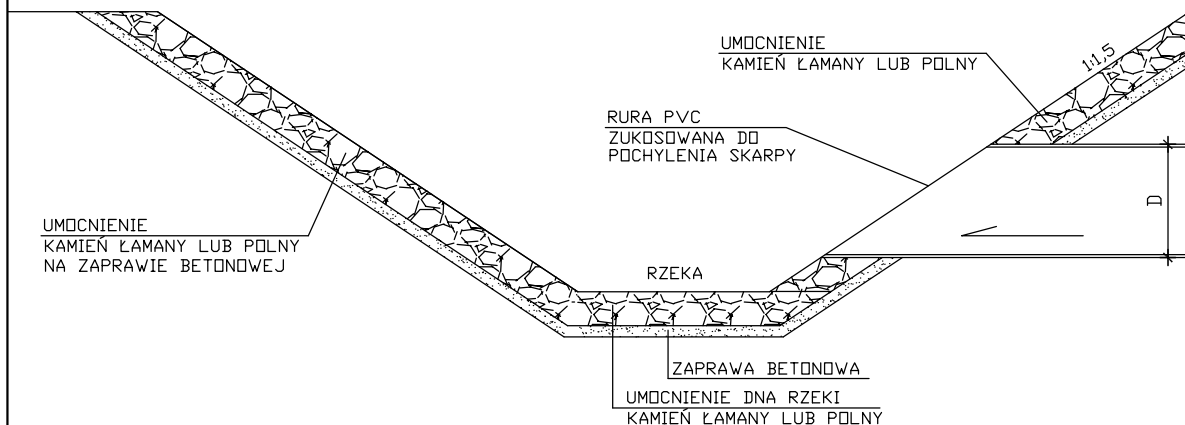 UMOCNIENIE
KAMIEŃ ŁAMANY LUB POLNY
1:1,5
RURA PVC
ZUKOSOWANA DO
POCHYLENIA SKARPY
D
UMOCNIENIE
KAMIEŃ ŁAMANY LUB POLNY
NA ZAPRAWIE BETONOWEJ
RZEKA
ZAPRAWA BETONOWA
UMOCNIENIE DNA RZEKI
KAMIEŃ ŁAMANY LUB POLNY